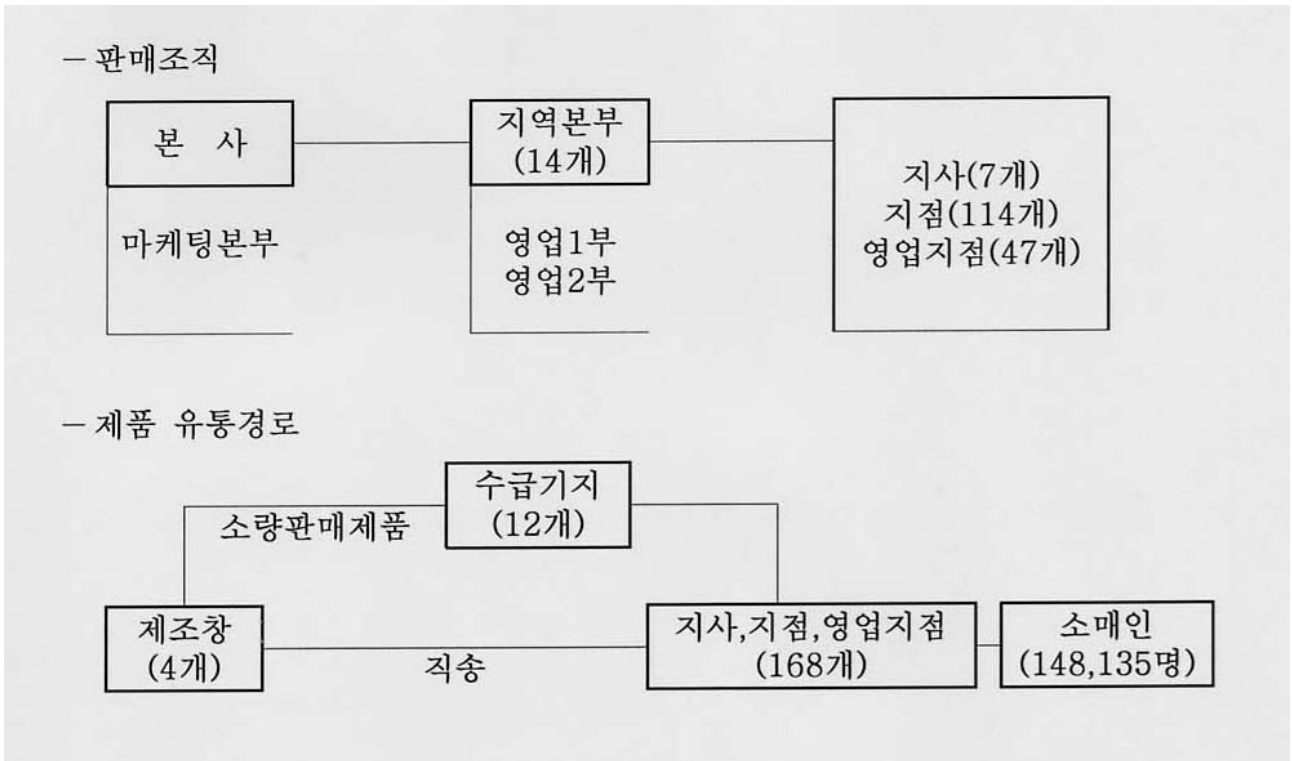 －판매조직
본 사
지역본부
(14개)
지사(7개)
지점(114개)
영업지점(47개)
마케팅본부
영업1부
영업2부
－제품 유통경로
수급기지
(12개)
소량판매제품
제조창
(4개)
직송
지사,지점,영업지점
(168개)
소매인
(148,135명)